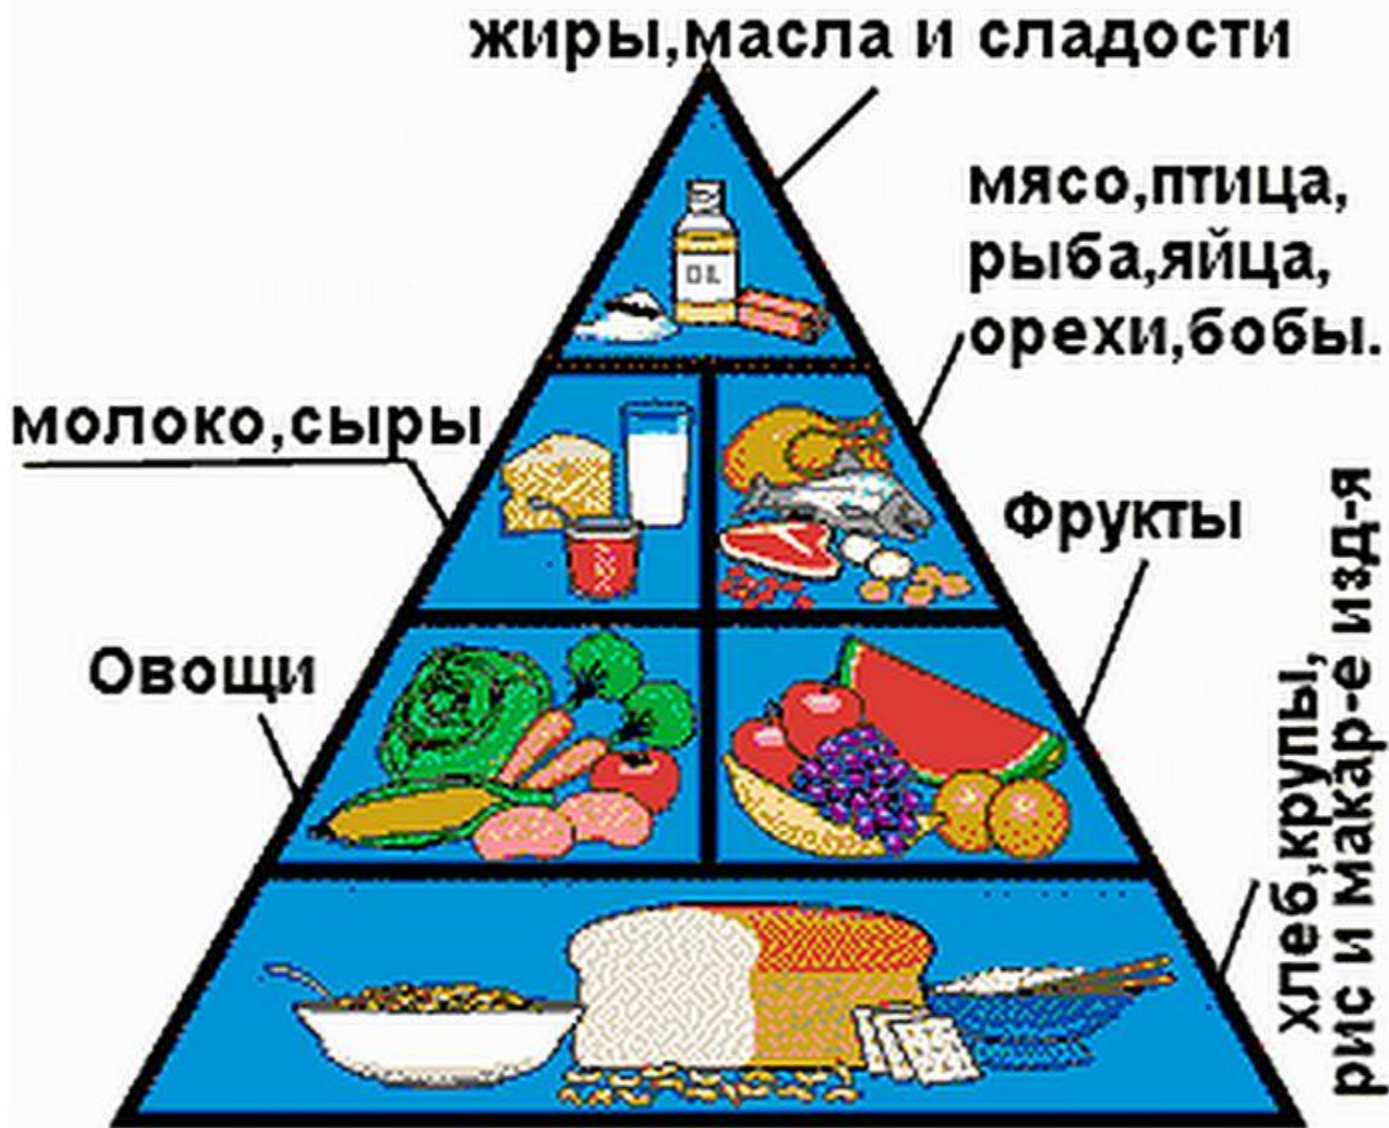 жиры,масла и сладости
мясо,птица,
рыба,яйца,
орехи,бобы.
молоко,сыры
Фрукты
Овощи
хлеб,крупы,
рис и макар-е изд-я
OIL